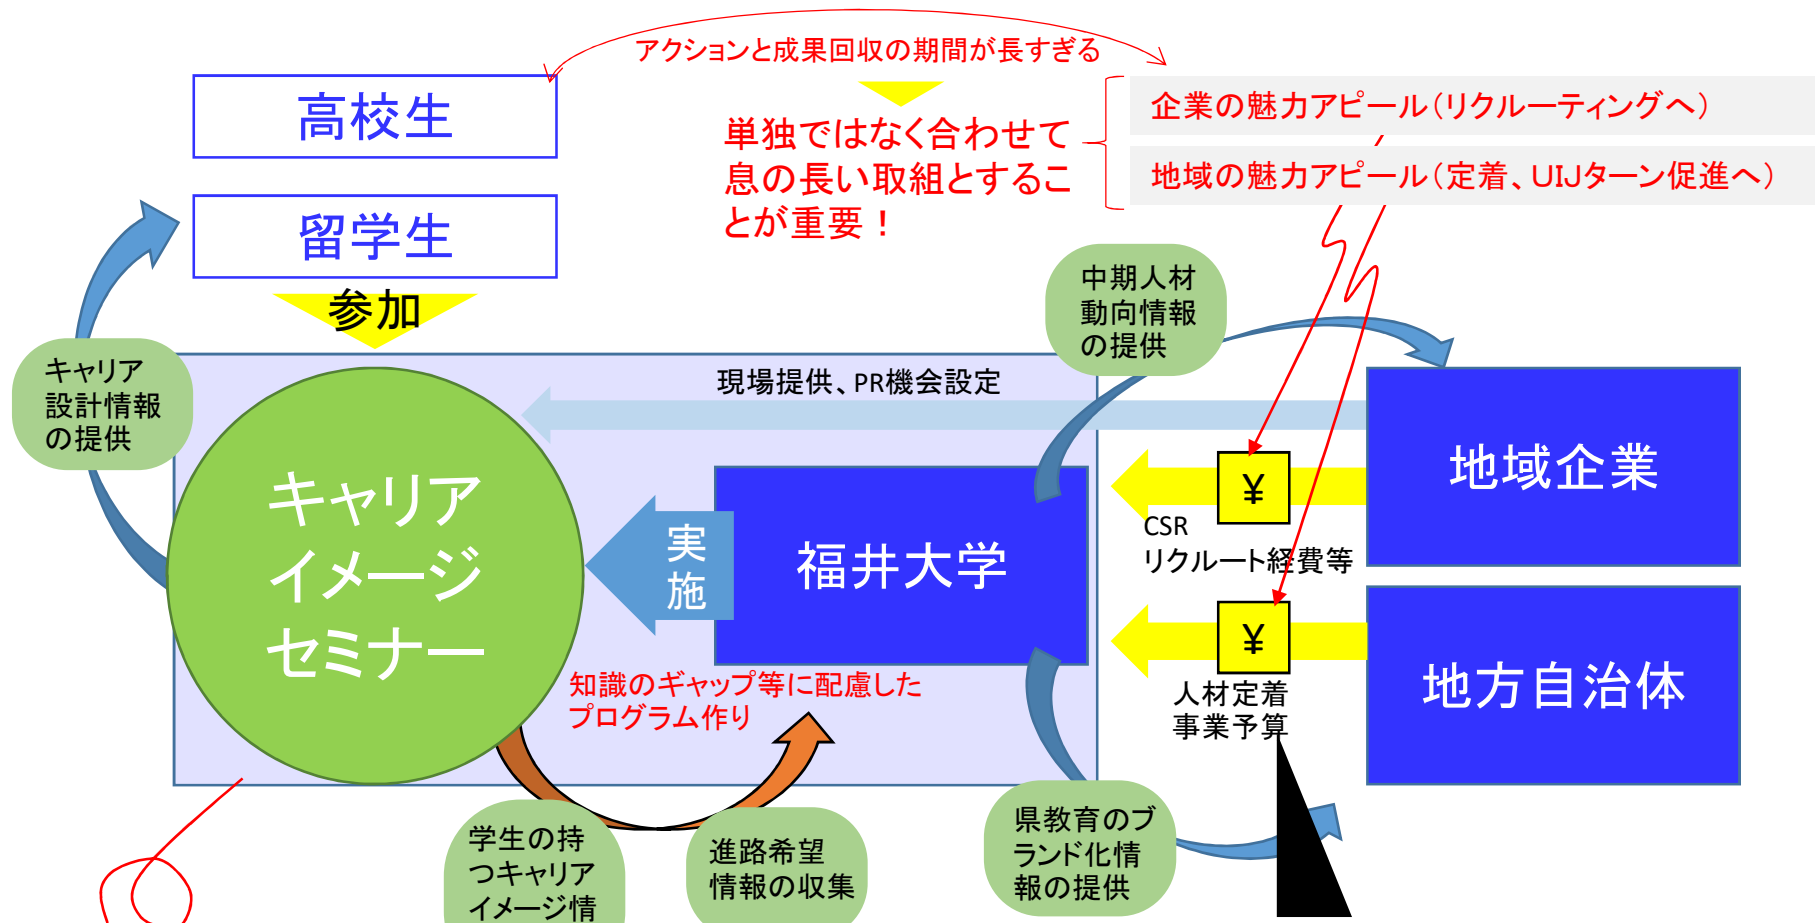 アクションと成果回収の期間が長すぎる
高校生
企業の魅力アピール（リクルーティングへ）
単独ではなく合わせて
息の長い取組とするこ
とが重要！
地域の魅力アピール（定着、UIJターン促進へ）
留学生
参加
中期人材
動向情報
の提供
キャリア
設計情報
の提供
現場提供、PR機会設定
地域企業
¥
CSR
リクルート経費等
キャリア
イメージ
セミナー
実
施
福井大学
¥
人材定着
事業予算
地方自治体
知識のギャップ等に配慮した
プログラム作り
学生の持
つキャリア
イメージ情
進路希望
情報の収集
県教育のブ
ランド化情
報の提供